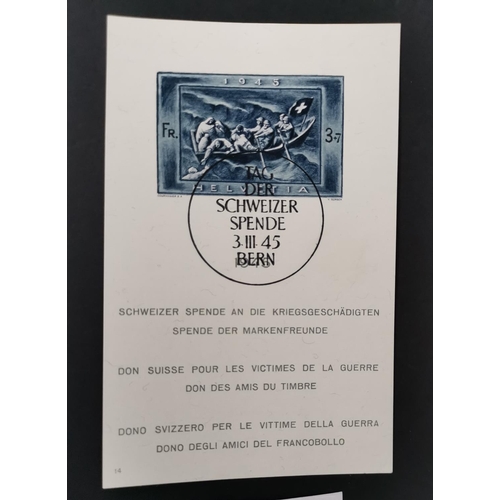 1945
FR. 3+7
HELVETIA
TAG
DER
SCHWEIZER
SPENDE
3·III·45
BERN
1945
SCHWEIZER SPENDE AN DIE KRIEGSGESCHÄDIGTEN
SPENDE DER MARKENFREUNDE
DON SUISSE POUR LES VICTIMES DE LA GUERRE
DON DES AMIS DU TIMBRE
DONO SVIZZERO PER LE VITTIME DELLA GUERRA
DONO DEGLI AMICI DEL FRANCOBOLLO
14